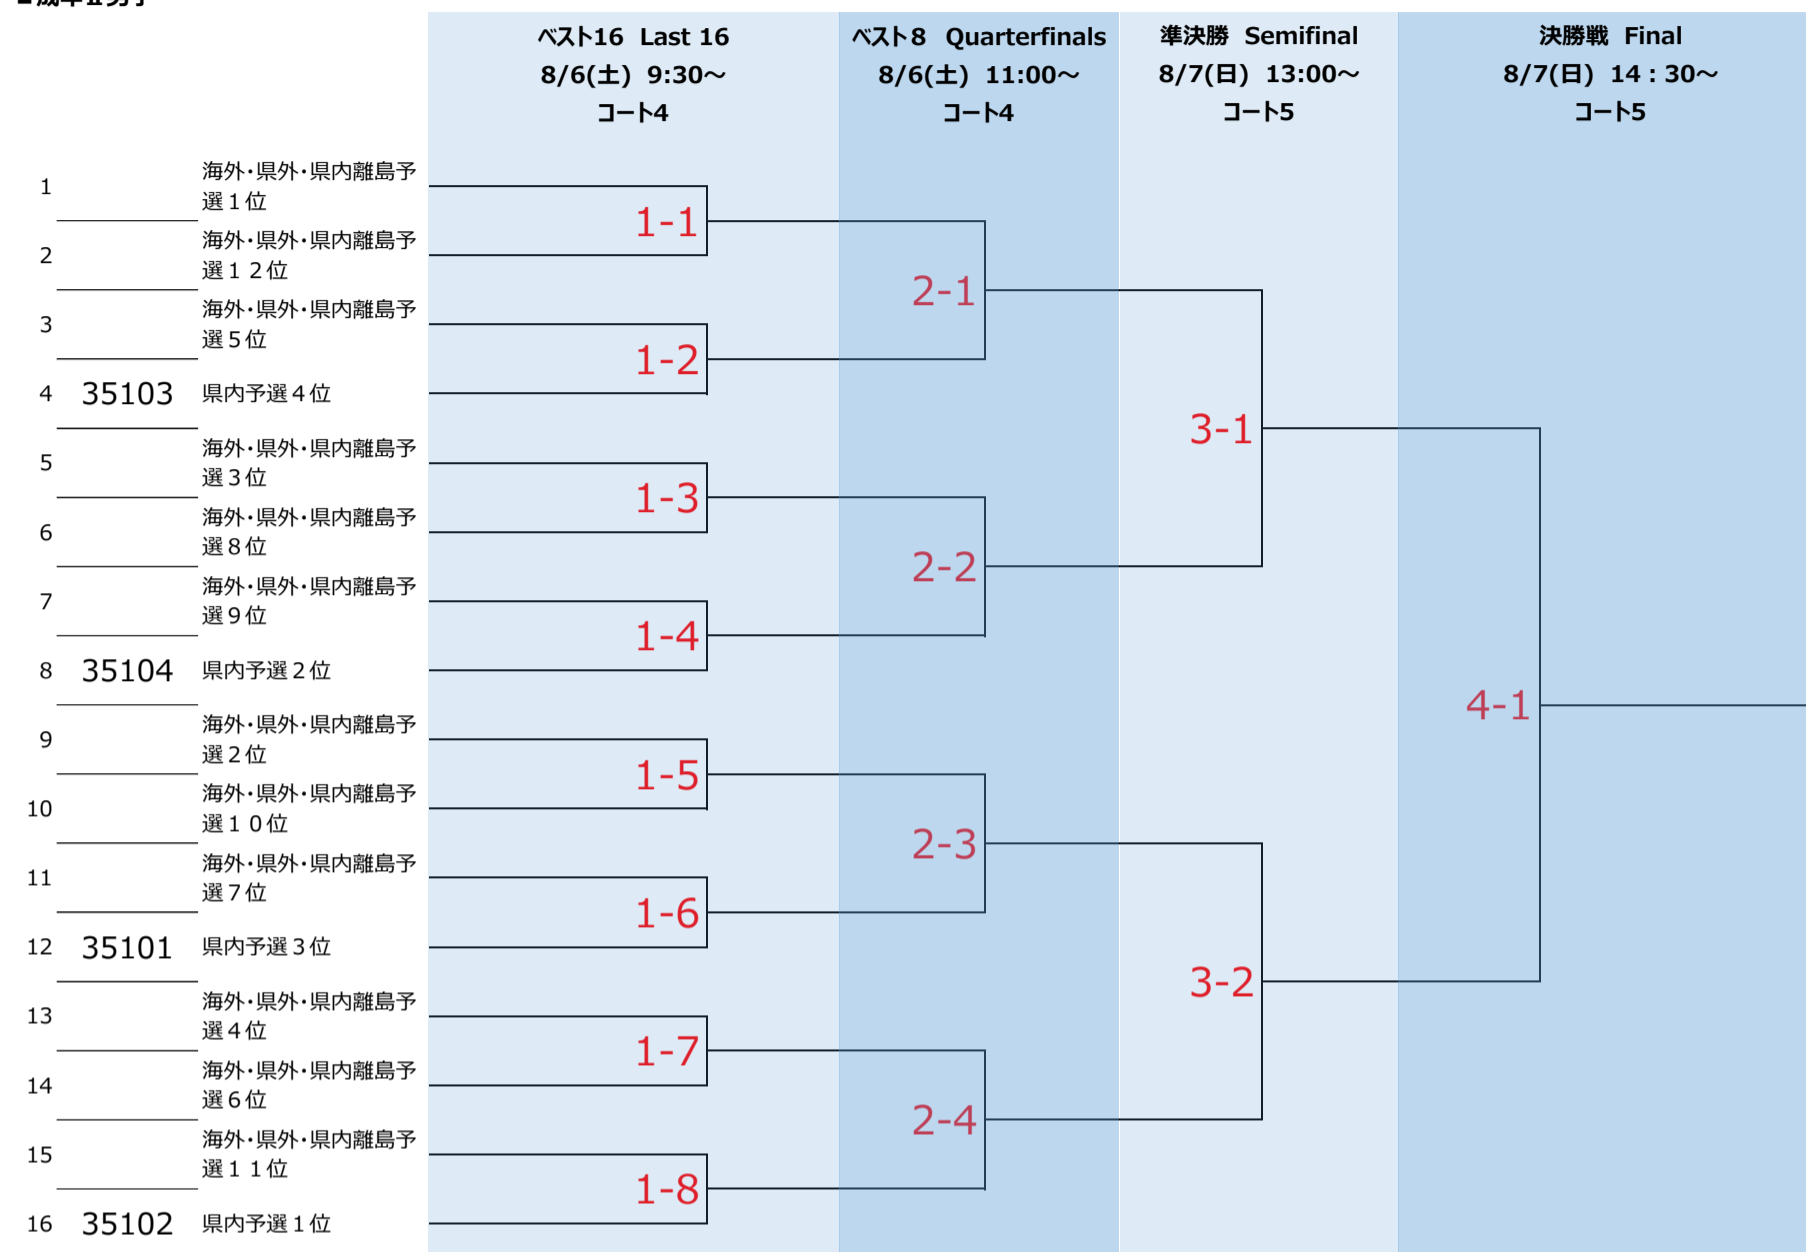 ベスト16 Last 16
8/6(土) 9:30～
コート4
ベスト8 Quarterfinals
8/6(土) 11:00～
コート4
準決勝 Semifinal
8/7(日) 13:00～
コート5
決勝戦 Final
8/7(日) 14：30～
コート5
1
海外・県外・県内離島予
選１位
2
海外・県外・県内離島予
選１２位
1-1
3
海外・県外・県内離島予
選５位
4 35103 県内予選４位
1-2
2-1
5
海外・県外・県内離島予
選３位
6
海外・県外・県内離島予
選８位
1-3
7
海外・県外・県内離島予
選９位
8 35104 県内予選２位
1-4
2-2
3-1
9
海外・県外・県内離島予
選２位
10
海外・県外・県内離島予
選１０位
1-5
11
海外・県外・県内離島予
選７位
12 35101 県内予選３位
1-6
2-3
13
海外・県外・県内離島予
選４位
14
海外・県外・県内離島予
選６位
1-7
15
海外・県外・県内離島予
選１１位
16 35102 県内予選１位
1-8
2-4
3-2
4-1